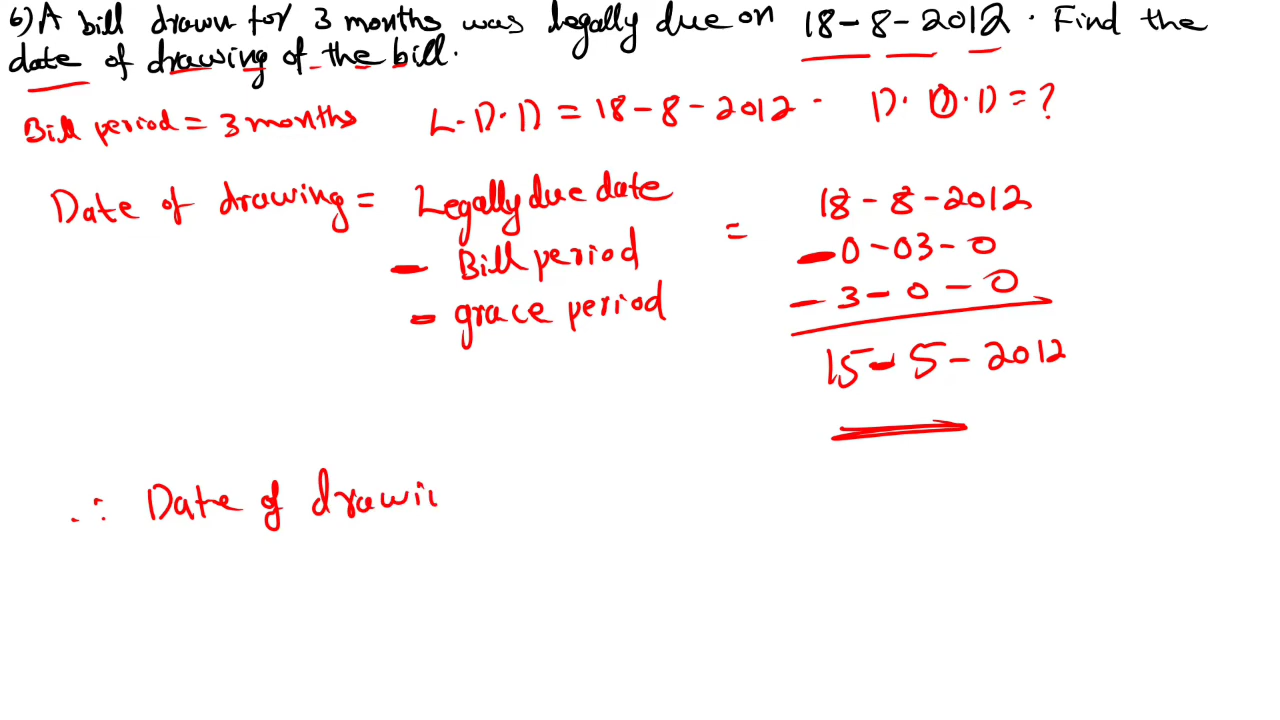 6) A bill drawn for 3 months was legally due on 18-8-2012. Find the
date of drawing of the bill.
Bill period = 3 months L.D.D = 18-8-2012. D.O.D = ?
Date of drawing = Legally due date
- Bill period
- grace period
= 18-8-2012
-0-03-0
-3-0-0
15-5-2012
∴ Date of drawi